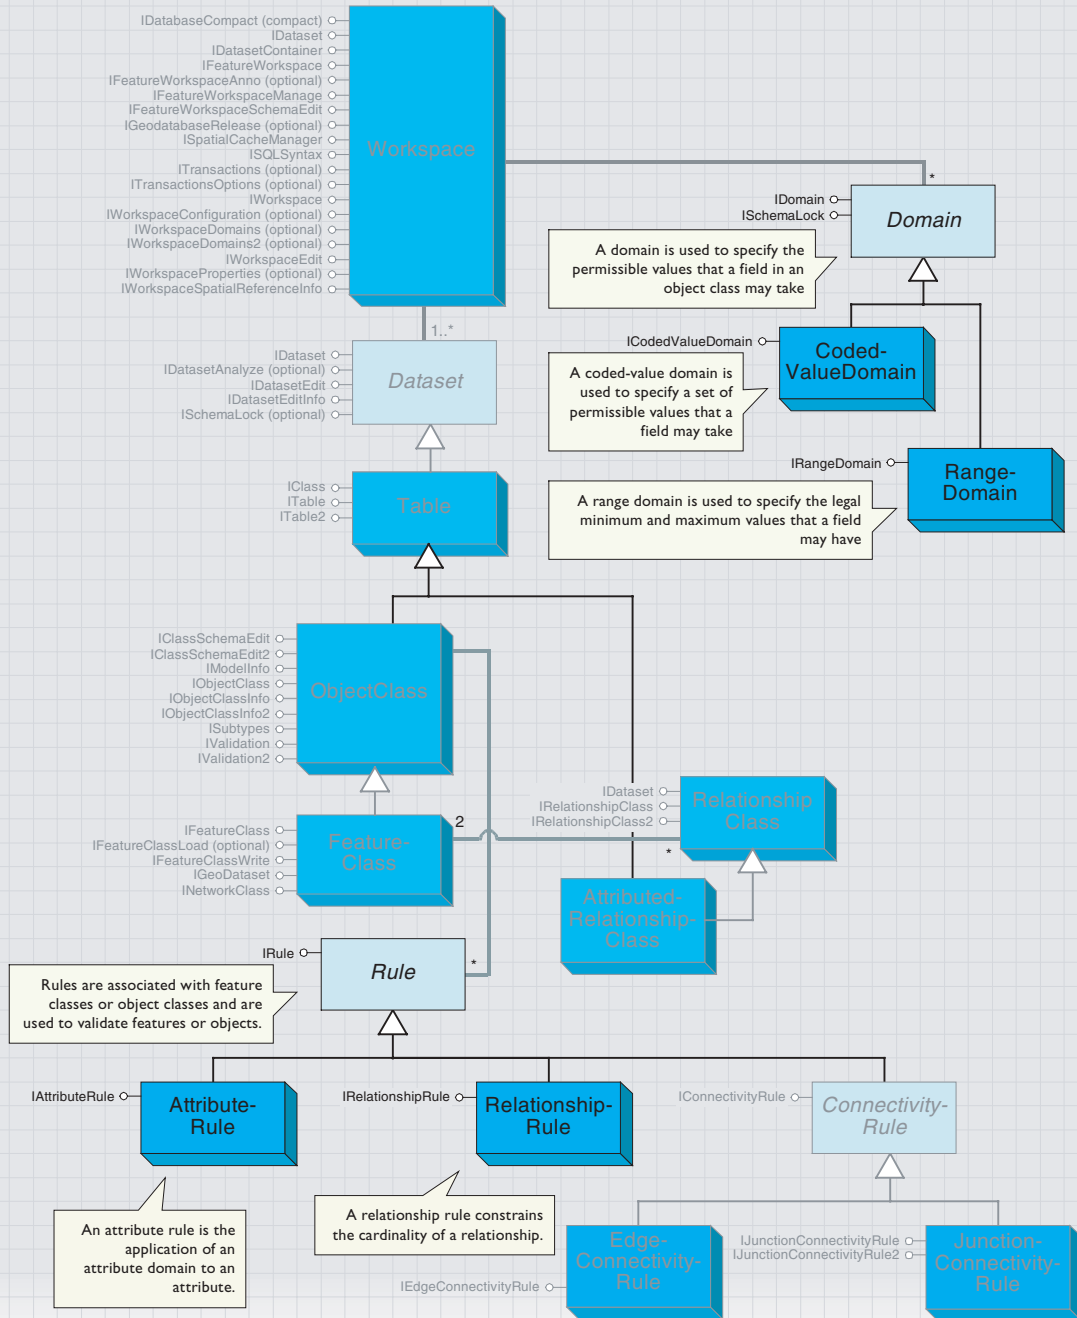 IDatabaseCompact (compact)
IDataset
IDatasetContainer
IFeatureWorkspace
IFeatureWorkspaceAnno (optional)
IFeatureWorkspaceManage
IFeatureWorkspaceSchemaEdit
IGeodatabaseRelease (optional)
ISpatialCacheManager
ISQLSyntax
ITransactions (optional)
ITransactionsOptions (optional)
IWorkspace
IWorkspaceConfiguration (optional)
IWorkspaceDomains (optional)
IWorkspaceDomains2 (optional)
IWorkspaceEdit
IWorkspaceProperties (optional)
IWorkspaceSpatialReferenceInfo
Workspace
*
IDomain
ISchemaLock
Domain
A domain is used to specify the
permissible values that a field in an
object class may take
1..*
IDataset
IDatasetAnalyze (optional)
IDatasetEdit
IDatasetEditInfo
ISchemaLock (optional)
Dataset
ICodedValueDomain
Coded-
ValueDomain
A coded-value domain is
used to specify a set of
permissible values that a
field may take
IRangeDomain
Range-
Domain
A range domain is used to specify the legal
minimum and maximum values that a field
may have
IClass
ITable
ITable2
Table
IClassSchemaEdit
IClassSchemaEdit2
IModelInfo
IObjectClass
IObjectClassInfo
IObjectClassInfo2
ISubtypes
IValidation
IValidation2
ObjectClass
IDataset
IRelationshipClass
IRelationshipClass2
Relationship
Class
IFeatureClass
IFeatureClassLoad (optional)
IFeatureClassWrite
IGeoDataset
INetworkClass
Feature-
Class
2
*
Attributed-
Relationship-
Class
IRule
Rule
*
Rules are associated with feature
classes or object classes and are
used to validate features or objects.
IAttributeRule
Attribute-
Rule
IRelationshipRule
Relationship-
Rule
IConnectivityRule
Connectivity-
Rule
An attribute rule is the
application of an
attribute domain to an
attribute.
A relationship rule constrains
the cardinality of a relationship.
IEdgeConnectivityRule
Edge-
Connectivity-
Rule
IJunctionConnectivityRule
IJunctionConnectivityRule2
Junction-
Connectivity-
Rule